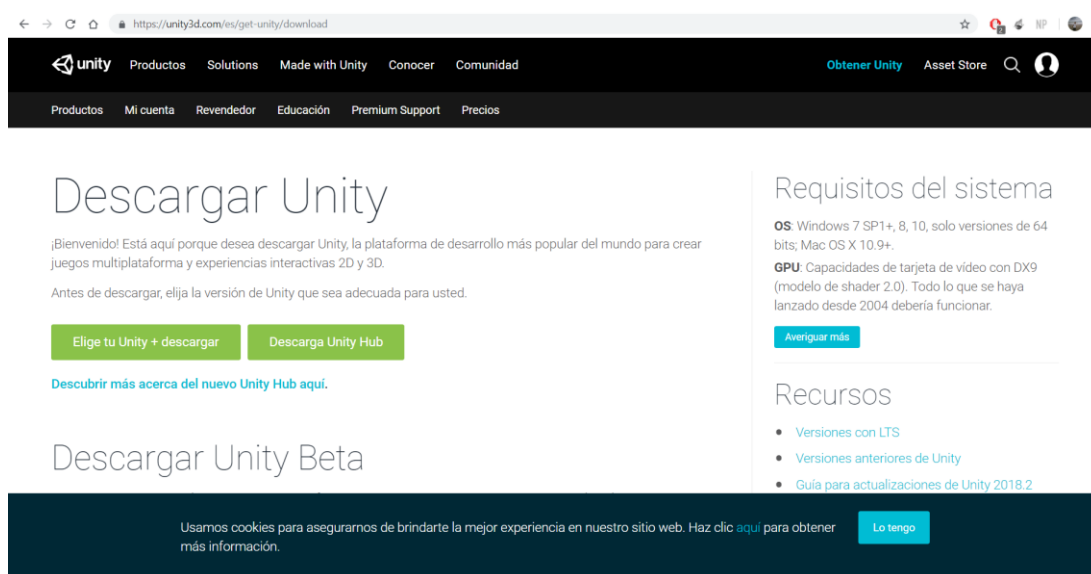 https://unity3d.com/es/get-unity/download
2
NP
unity Productos Solutions Made with Unity Conocer Comunidad Obtener Unity Asset Store
Productos Mi cuenta Revendedor Educación Premium Support Precios
Descargar Unity
¡Bienvenido! Está aquí porque desea descargar Unity, la plataforma de desarrollo más popular del mundo para crear
juegos multiplataforma y experiencias interactivas 2D y 3D.
Antes de descargar, elija la versión de Unity que sea adecuada para usted.
Elige tu Unity + descargar Descarga Unity Hub
Descubrir más acerca del nuevo Unity Hub aquí.
Descargar Unity Beta
Requisitos del sistema
OS: Windows 7 SP1+, 8, 10, solo versiones de 64
bits; Mac OS X 10.9+.
GPU: Capacidades de tarjeta de vídeo con DX9
(modelo de shader 2.0). Todo lo que se haya
lanzado desde 2004 debería funcionar.
Averiguar más
Recursos
Versiones con LTS
Versiones anteriores de Unity
Guía para actualizaciones de Unity 2018.2
Usamos cookies para asegurarnos de brindarte la mejor experiencia en nuestro sitio web. Haz clic aquí para obtener
más información.
Lo tengo